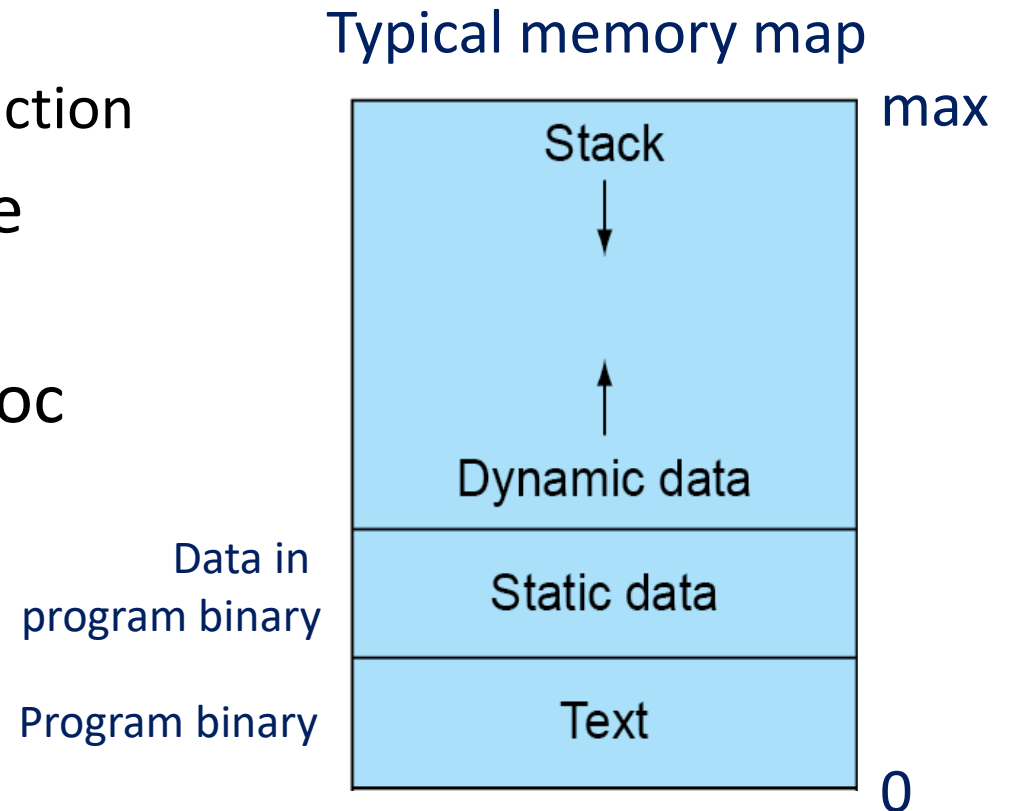 Typical memory map
ction
e
oc
max
Stack
Dynamic data
Data in
program binary
Static data
Program binary
Text
0